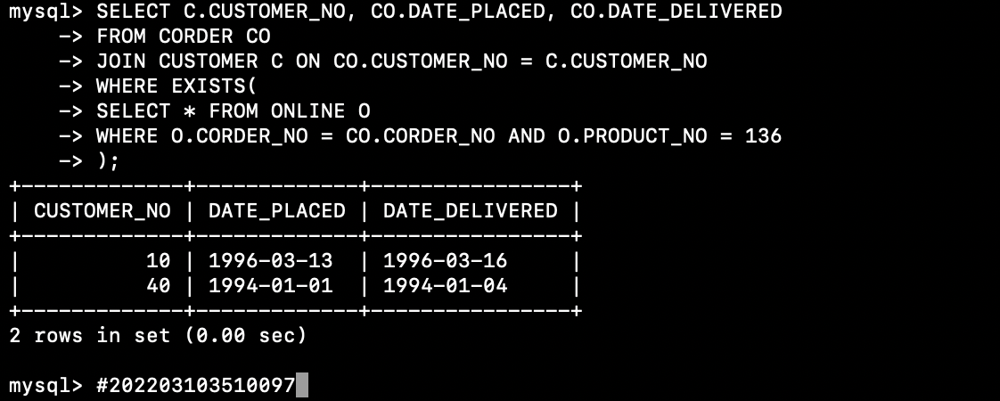 mysql> SELECT C.CUSTOMER_NO, CO.DATE_PLACED, CO.DATE_DELIVERED
    -> FROM CORDER CO
    -> JOIN CUSTOMER C ON CO.CUSTOMER_NO = C.CUSTOMER_NO
    -> WHERE EXISTS(
    -> SELECT * FROM ONLINE O
    -> WHERE O.CORDER_NO = CO.CORDER_NO AND O.PRODUCT_NO = 136
    -> );
+-------------+-------------+----------------+
| CUSTOMER_NO | DATE_PLACED | DATE_DELIVERED |
+-------------+-------------+----------------+
|          10 | 1996-03-13  | 1996-03-16     |
|          40 | 1994-01-01  | 1994-01-04     |
+-------------+-------------+----------------+
2 rows in set (0.00 sec)
mysql> #202203103510097